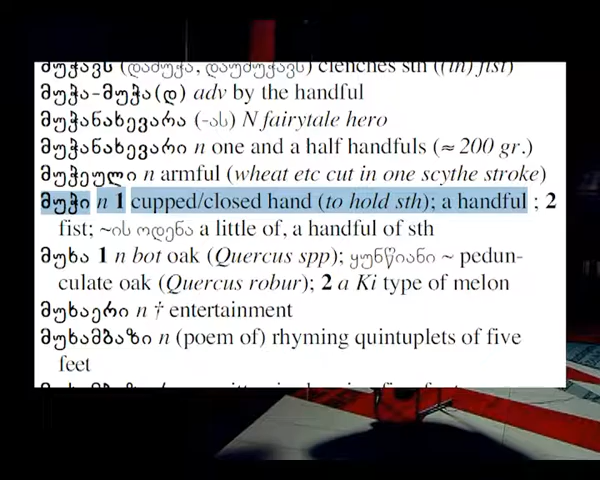 მუჭავს (დამუჭა, დაუმუჭავს) clenches sth ((in) fist)
მუჭა-მუჭა(დ) adv by the handful
მუჭანახევარა (-ას) N fairytale hero
მუჭანახევარი n one and a half handfuls (≈ 200 gr.)
მუჭეული n armful (wheat etc cut in one scythe stroke)
მუჭი n 1 cupped/closed hand (to hold sth); a handful ; 2
fist; ~ის ოდენა a little of, a handful of sth
მუხა 1 n bot oak (Quercus spp); ყუნწიანი ~ pedun-
culate oak (Quercus robur); 2 a Ki type of melon
მუხაერი n † entertainment
მუხამბაზი n (poem of) rhyming quintuplets of five
feet